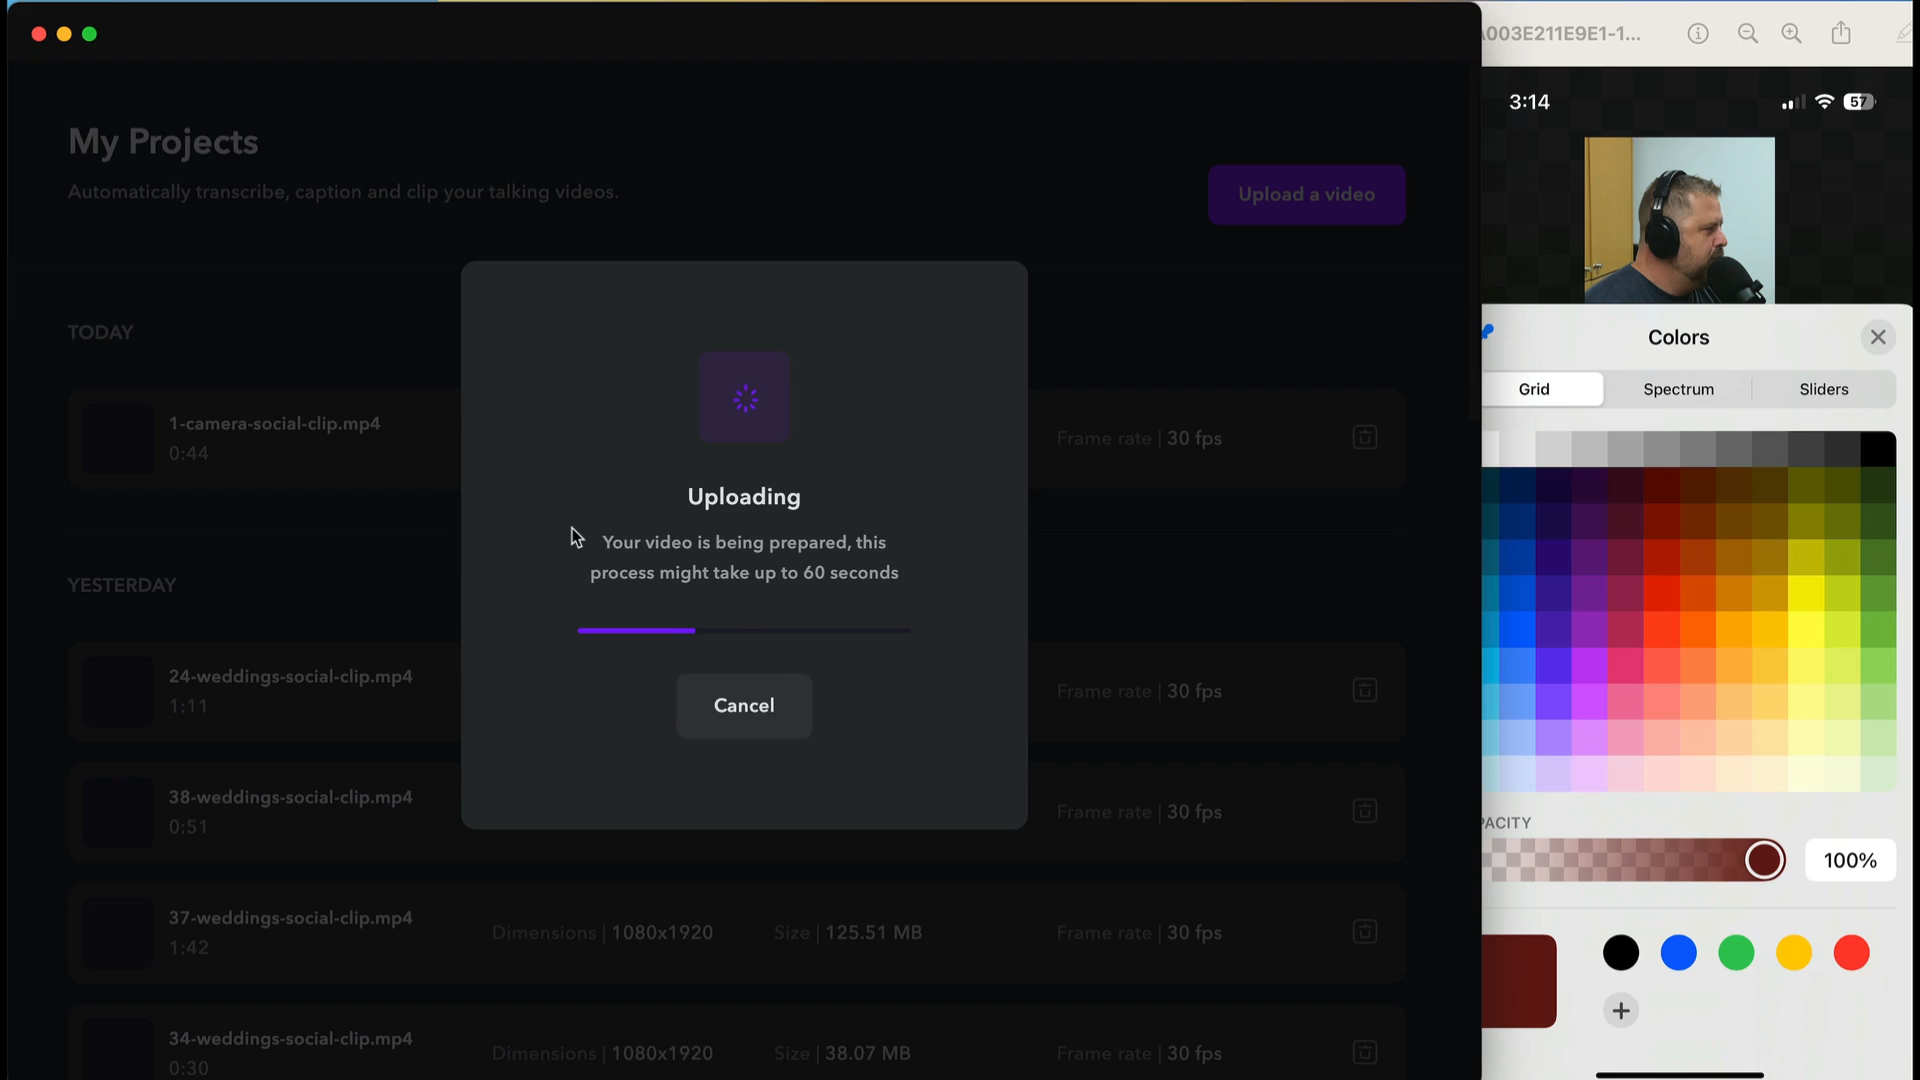 My Projects
Automatically transcribe, caption and clip your talking videos.
Upload a video
TODAY
1-camera-social-clip.mp4
0:44
Frame rate | 30 fps
Uploading
Your video is being prepared, this
process might take up to 60 seconds
Cancel
YESTERDAY
24-weddings-social-clip.mp4
1:11
Frame rate | 30 fps
38-weddings-social-clip.mp4
0:51
Frame rate | 30 fps
37-weddings-social-clip.mp4
1:42
Dimensions | 1080x1920
Size | 125.51 MB
Frame rate | 30 fps
34-weddings-social-clip.mp4
0:30
Dimensions | 1080x1920
Size | 38.07 MB
Frame rate | 30 fps
003E211E9E1-1...
3:14
57
Colors
Grid
Spectrum
Sliders
PACITY
100%